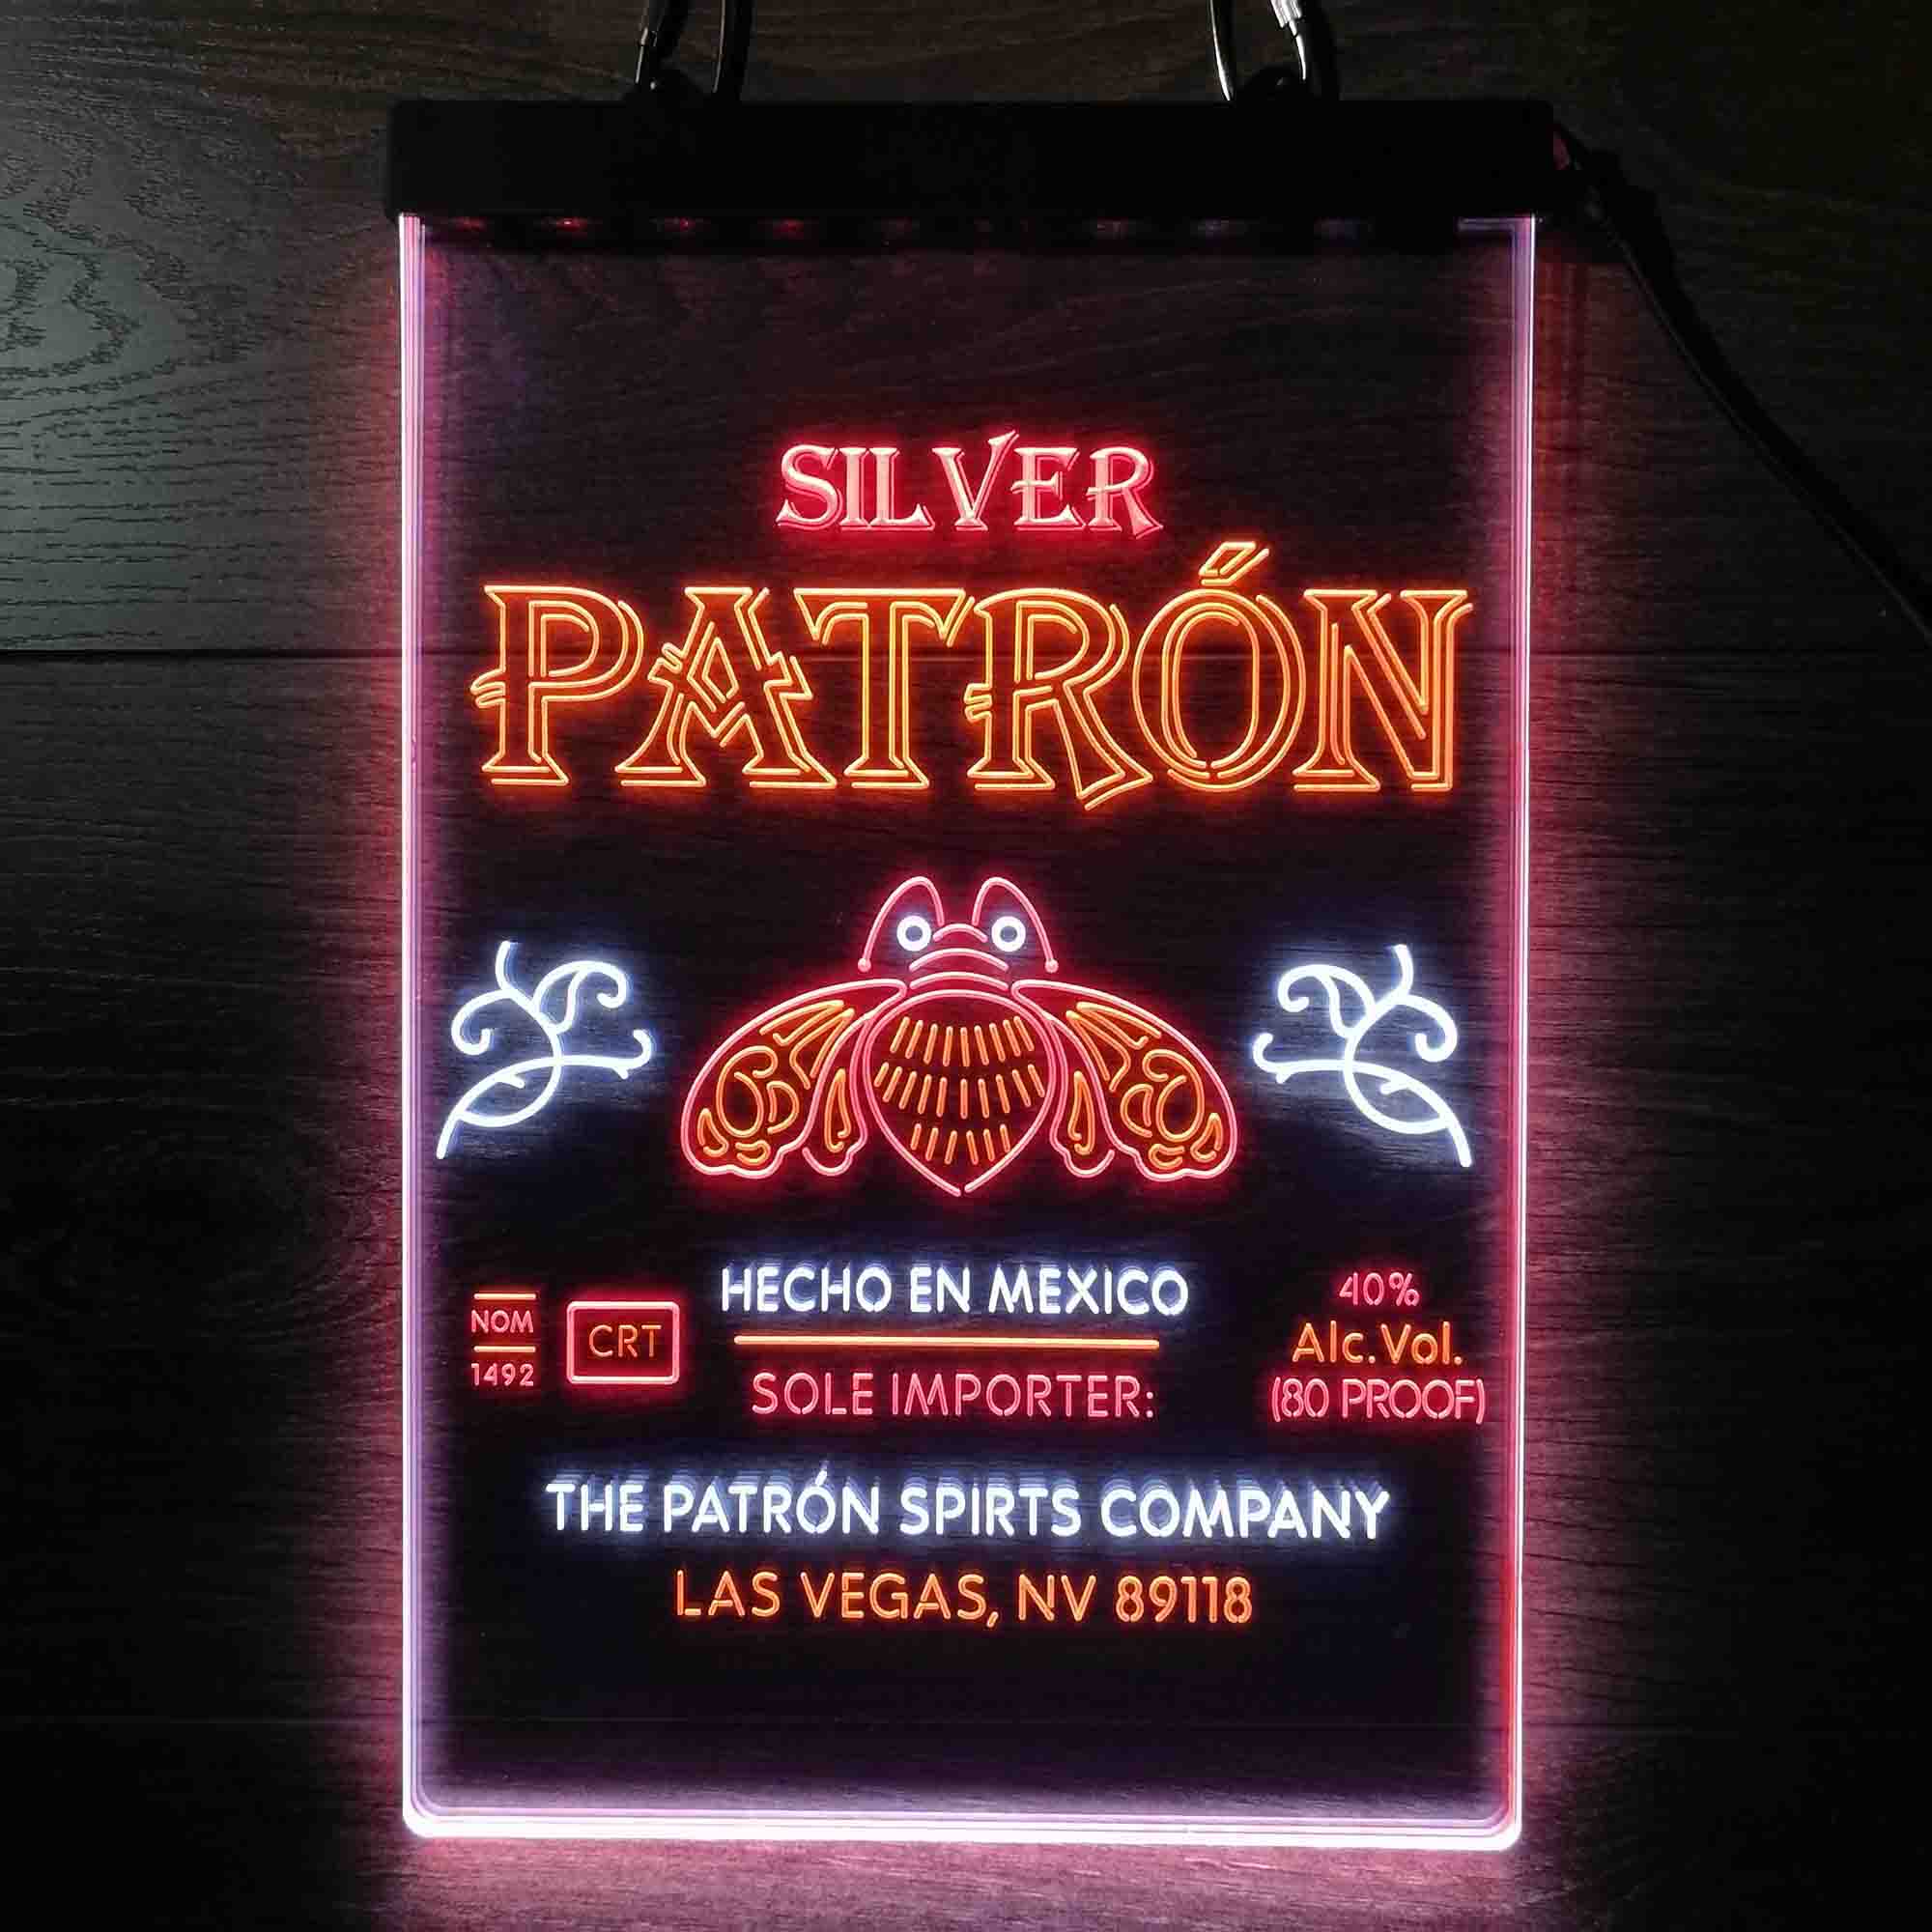 SILVER
PATRÓN
HECHO EN MEXICO
NOM
1492
CRT
SOLE IMPORTER:
40%
Alc.Vol.
(80 PROOF)
THE PATRÓN SPIRTS COMPANY
LAS VEGAS, NV 89118